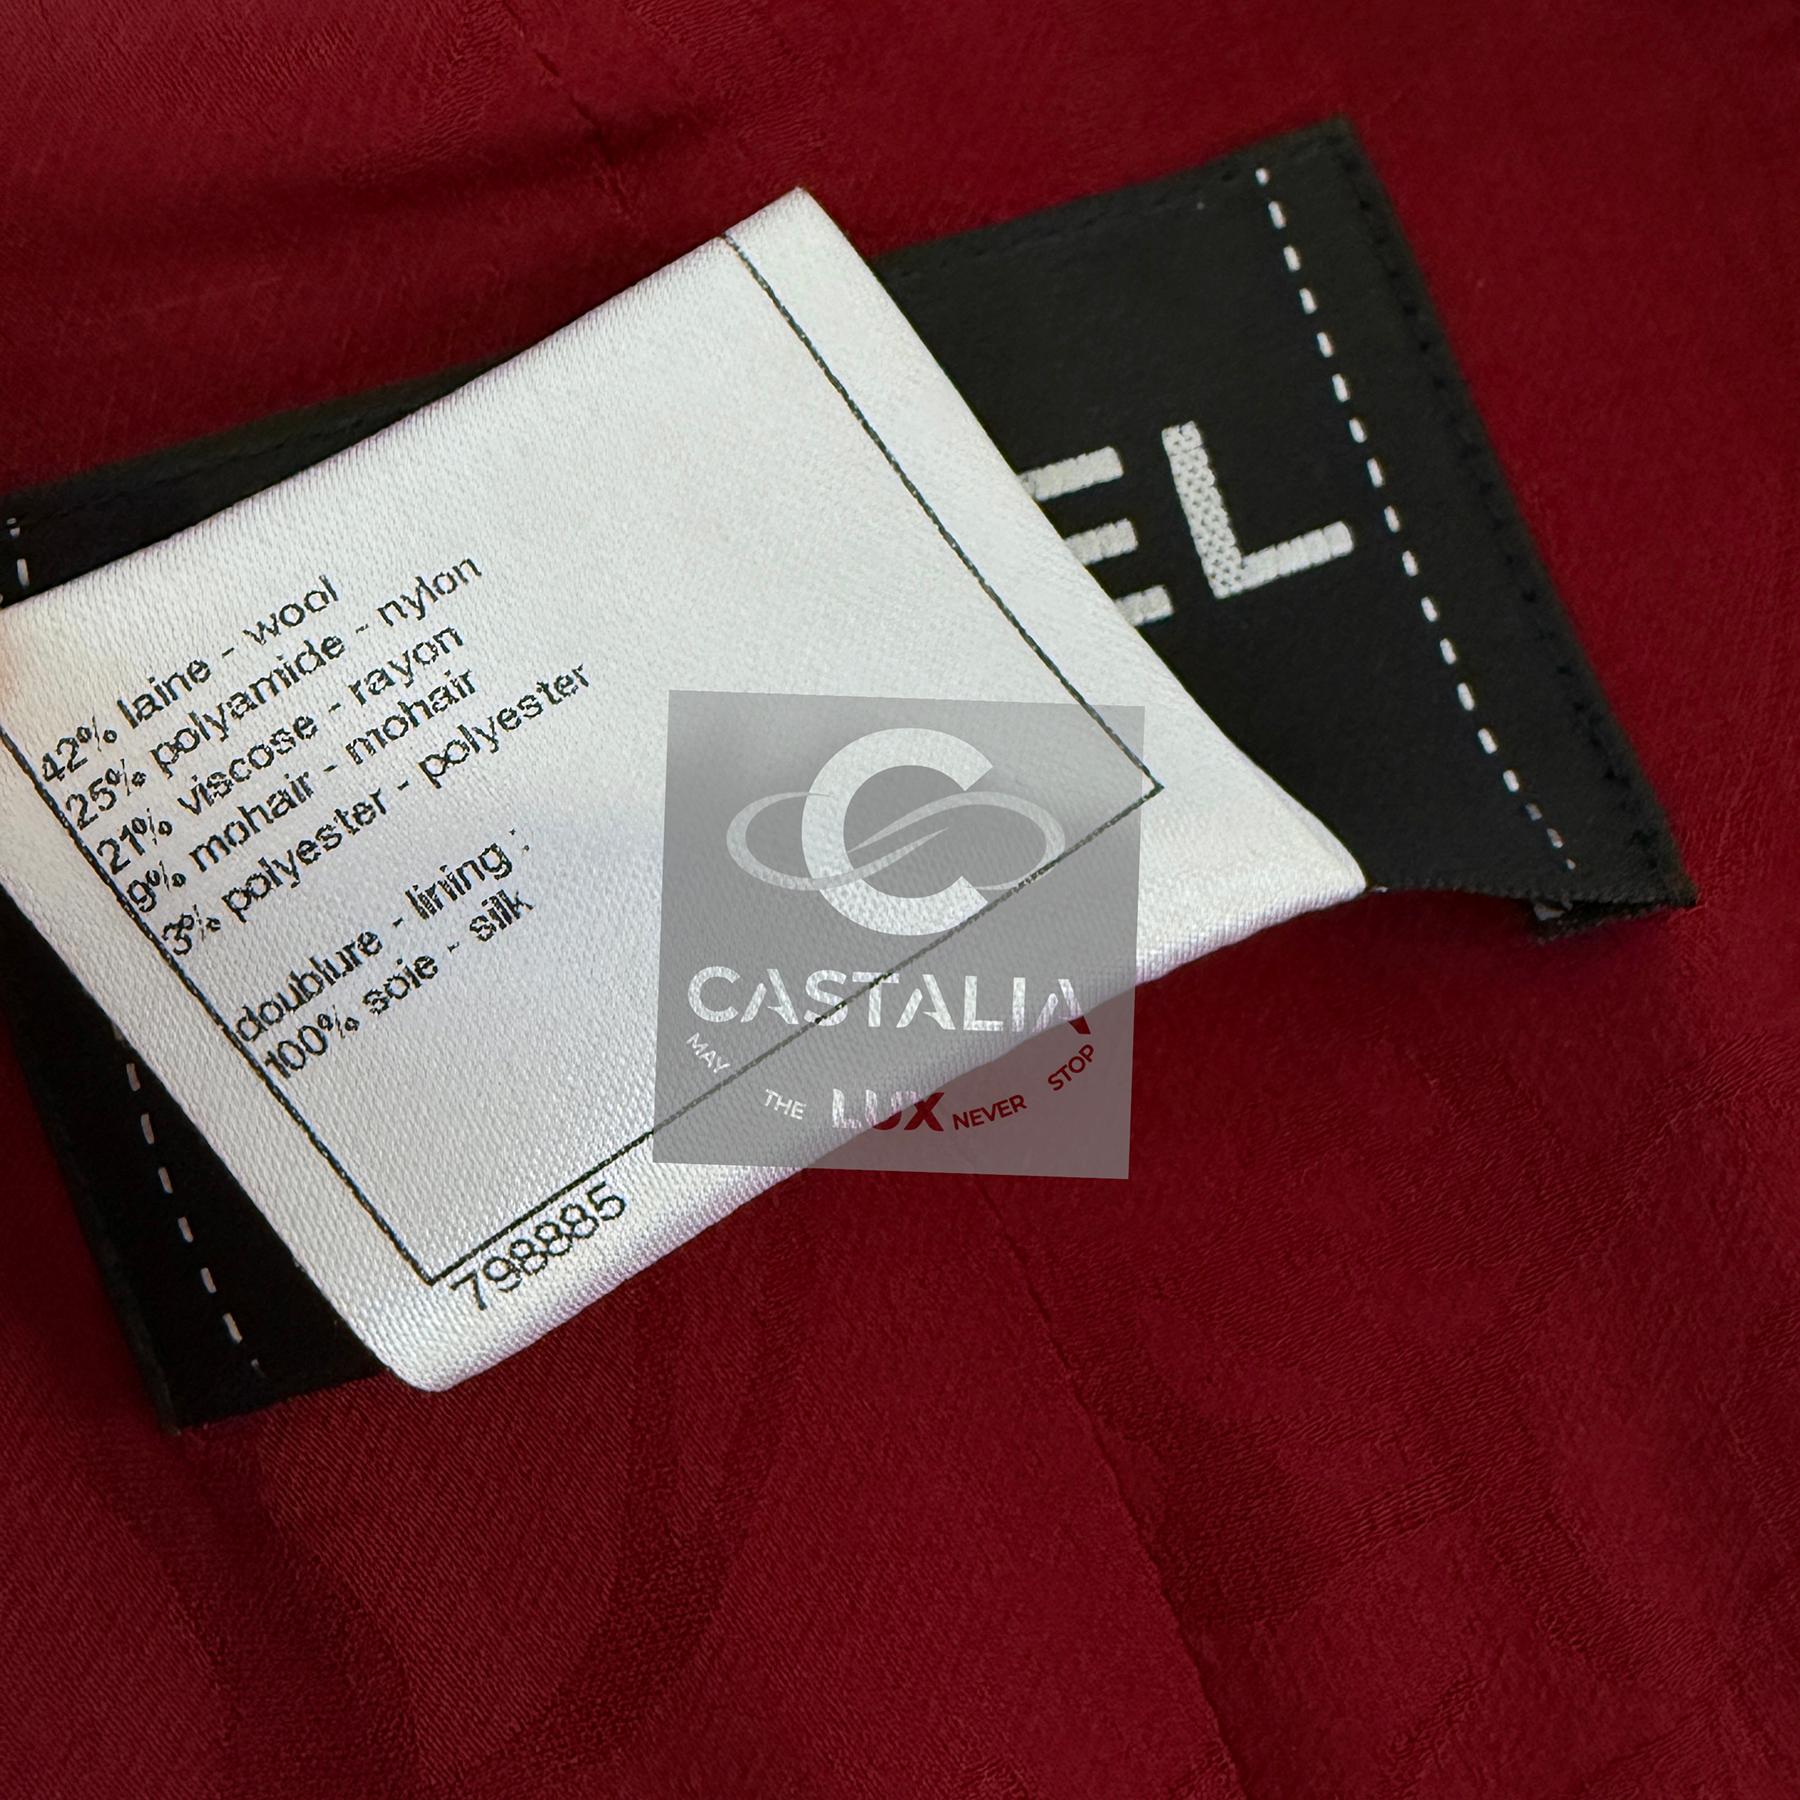 42% laine - wool
25% polyamide - nylon
21% viscose - rayon
9% mohair - mohair
3% polyester - polyester
doublure - lining :
100% soie - silk
798885
EL
C
CASTALIA
MAY THE LUX NEVER STOP